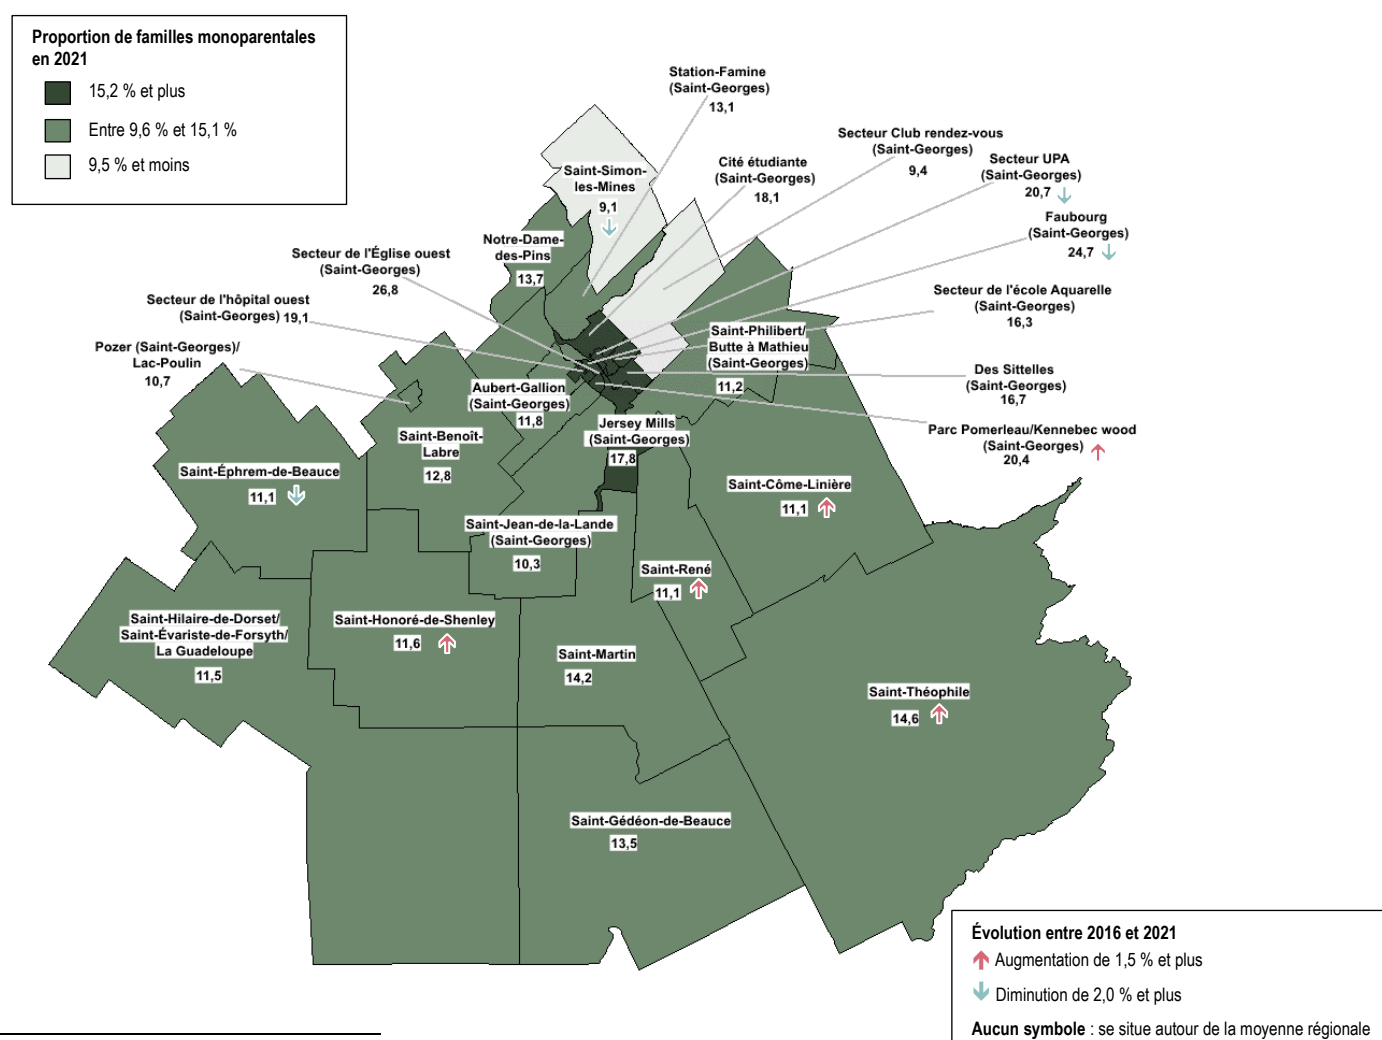 Proportion de familles monoparentales
en 2021
15,2 % et plus
Entre 9,6 % et 15,1 %
9,5 % et moins
Station-Famine
(Saint-Georges)
13,1
Secteur Club rendez-vous
(Saint-Georges)
9,4
Cité étudiante
(Saint-Georges)
18,1
Secteur UPA
(Saint-Georges)
20,7
Saint-Simon-
les-Mines
9,1
Faubourg
(Saint-Georges)
24,7
Notre-Dame-
des-Pins
13,7
Secteur de l'Église ouest
(Saint-Georges)
26,8
Secteur de l'hôpital ouest
(Saint-Georges) 19,1
Secteur de l'école Aquarelle
(Saint-Georges)
16,3
Saint-Philibert/
Butte à Mathieu
(Saint-Georges)
11,2
Pozer (Saint-Georges)/
Lac-Poulin
10,7
Des Sittelles
(Saint-Georges)
16,7
Aubert-Gallion
(Saint-Georges)
11,8
Jersey Mills
(Saint-Georges)
17,8
Parc Pomerleau/Kennebec wood
(Saint-Georges)
20,4
Saint-Benoît-
Labre
12,8
Saint-Éphrem-de-Beauce
11,1
Saint-Côme-Linière
11,1
Saint-Jean-de-la-Lande
(Saint-Georges)
10,3
Saint-René
11,1
Saint-Hilaire-de-Dorset/
Saint-Évariste-de-Forsyth/
La Guadeloupe
11,5
Saint-Honoré-de-Shenley
11,6
Saint-Martin
14,2
Saint-Théophile
14,6
Saint-Gédéon-de-Beauce
13,5
Évolution entre 2016 et 2021
Augmentation de 1,5 % et plus
Diminution de 2,0 % et plus
Aucun symbole : se situe autour de la moyenne régionale